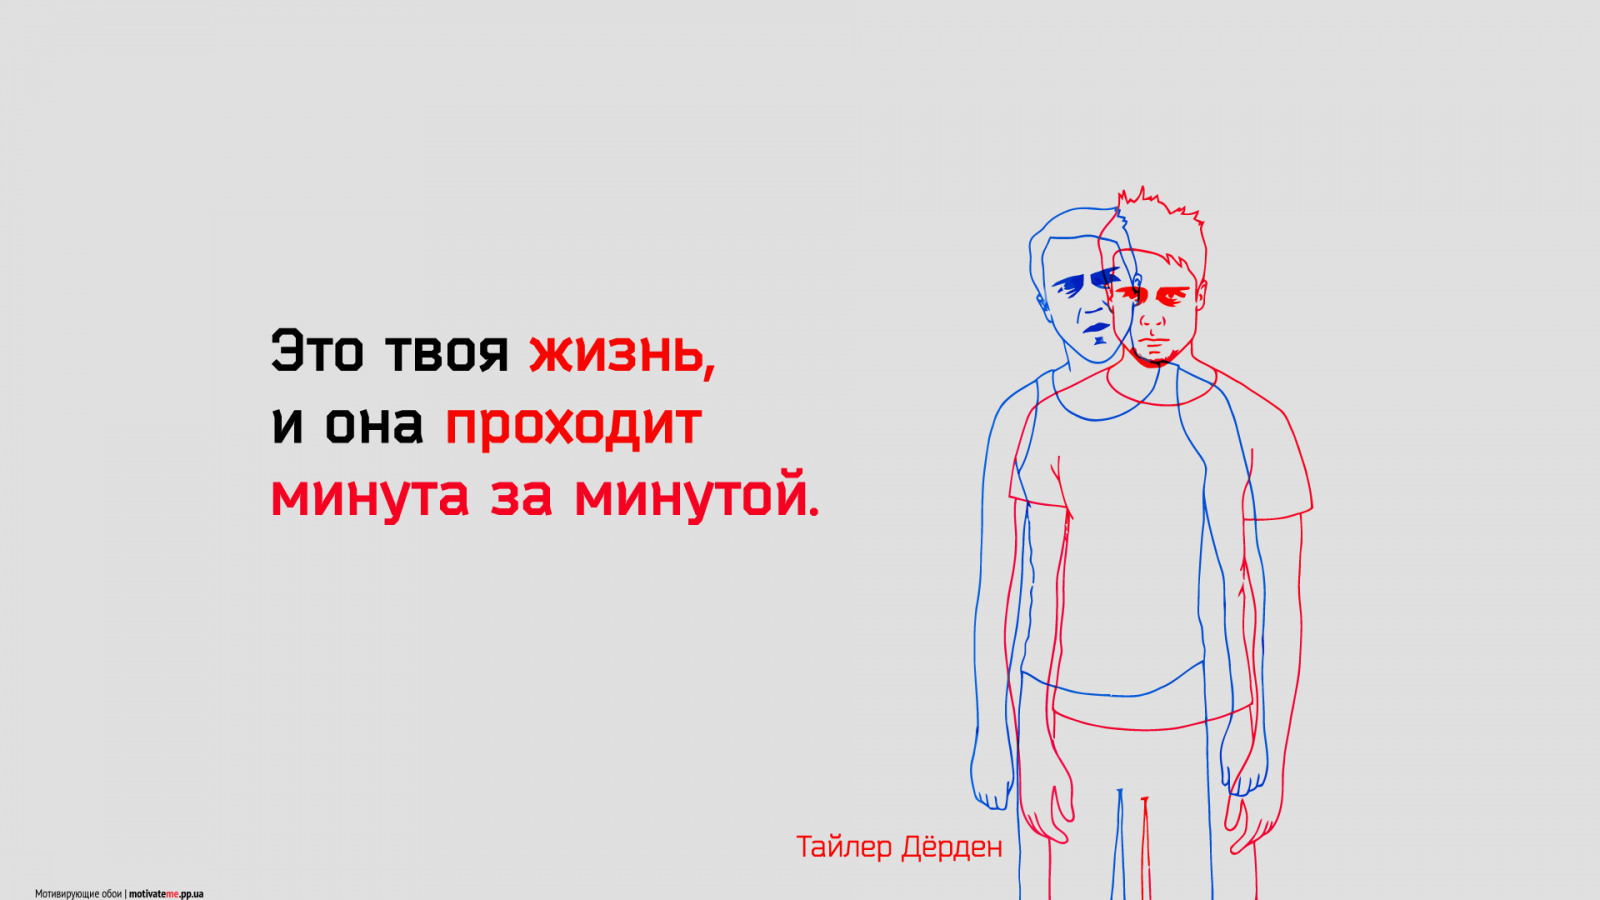 Это твоя жизнь,
и она проходит
минута за минутой.
Тайлер Дёрден
Мотивирующие обои | motivateme.pp.ua